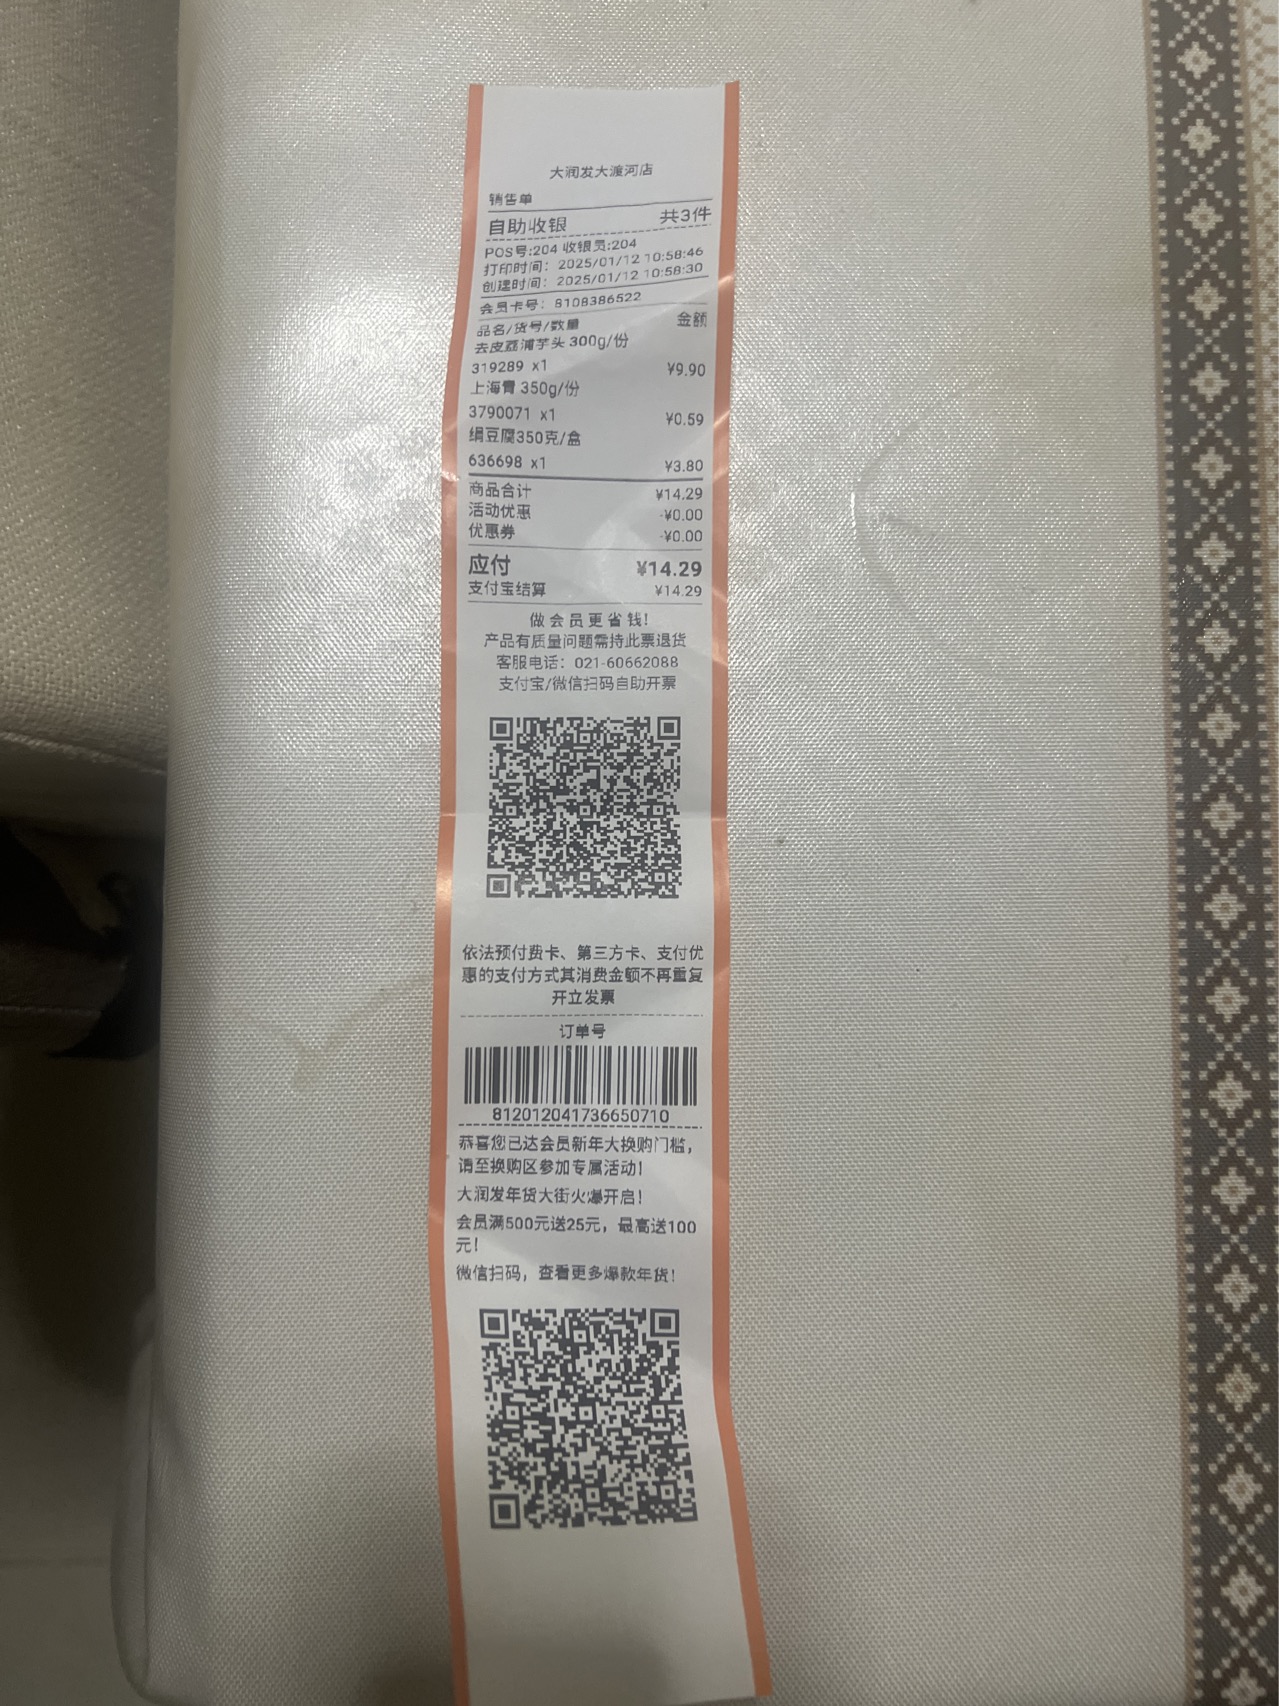 大润发大渡河店
销售单
自助收银 共3件
POS号:204 收银员:204
打印时间: 2025/01/12 10:58:46
创建时间: 2025/01/12 10:58:30
会员卡号: 8108386522
品名/货号/数量 金额
去皮荔浦芋头 300g/份
319289 x1 ¥9.90
上海青 350g/份
3790071 x1 ¥0.59
绢豆腐350克/盒
636698 x1 ¥3.80
商品合计 ¥14.29
活动优惠 -¥0.00
优惠券 -¥0.00
应付 ¥14.29
支付宝结算 ¥14.29
做会员更省钱!
产品有质量问题需持此票退货
客服电话: 021-60662088
支付宝/微信扫码自助开票
依法预付费卡、第三方卡、支付优
惠的支付方式其消费金额不再重复
开立发票
订单号
812012041736650710
恭喜您已达会员新年大换购门槛,
请至换购区参加专属活动!
大润发年货大街火爆开启!
会员满500元送25元, 最高送100
元!
微信扫码, 查看更多爆款年货!